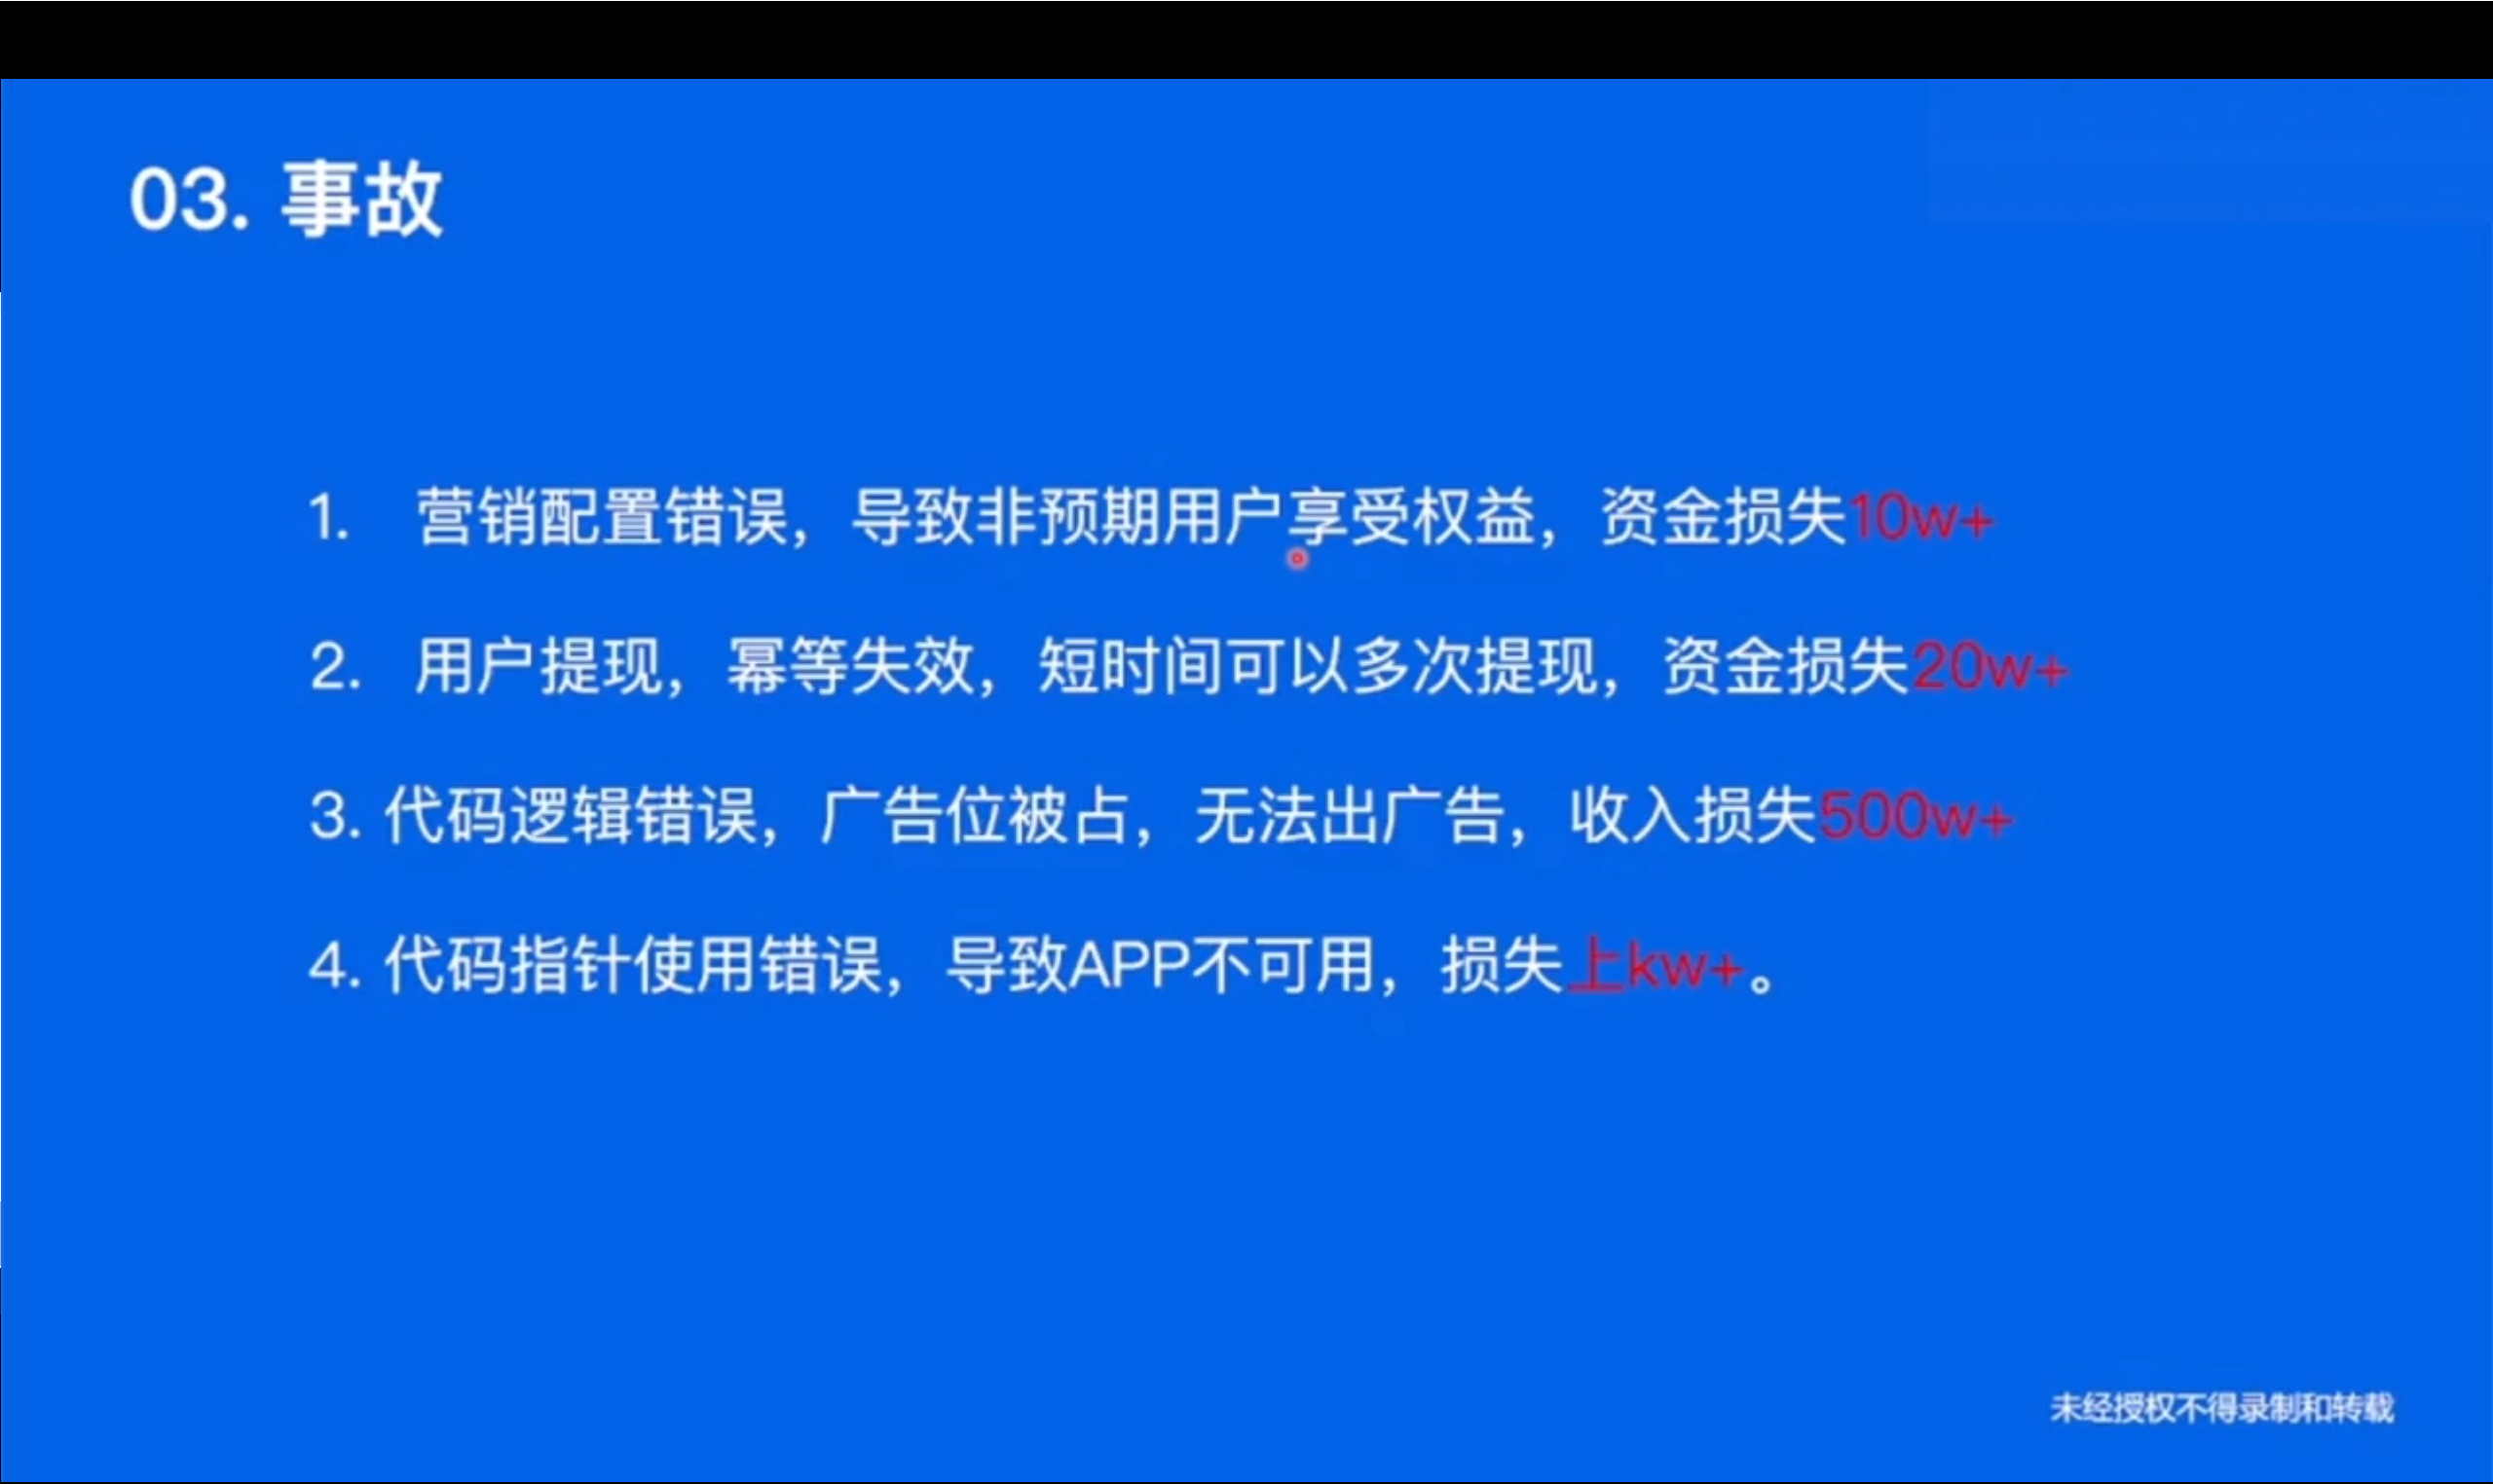 03. 事故
1. 营销配置错误，导致非预期用户享受权益，资金损失10w+
2. 用户提现，幂等失效，短时间可以多次提现，资金损失20w+
3. 代码逻辑错误，广告位被占，无法出广告，收入损失500w+
4. 代码指针使用错误，导致APP不可用，损失上kw+。
未经授权不得录制和转载